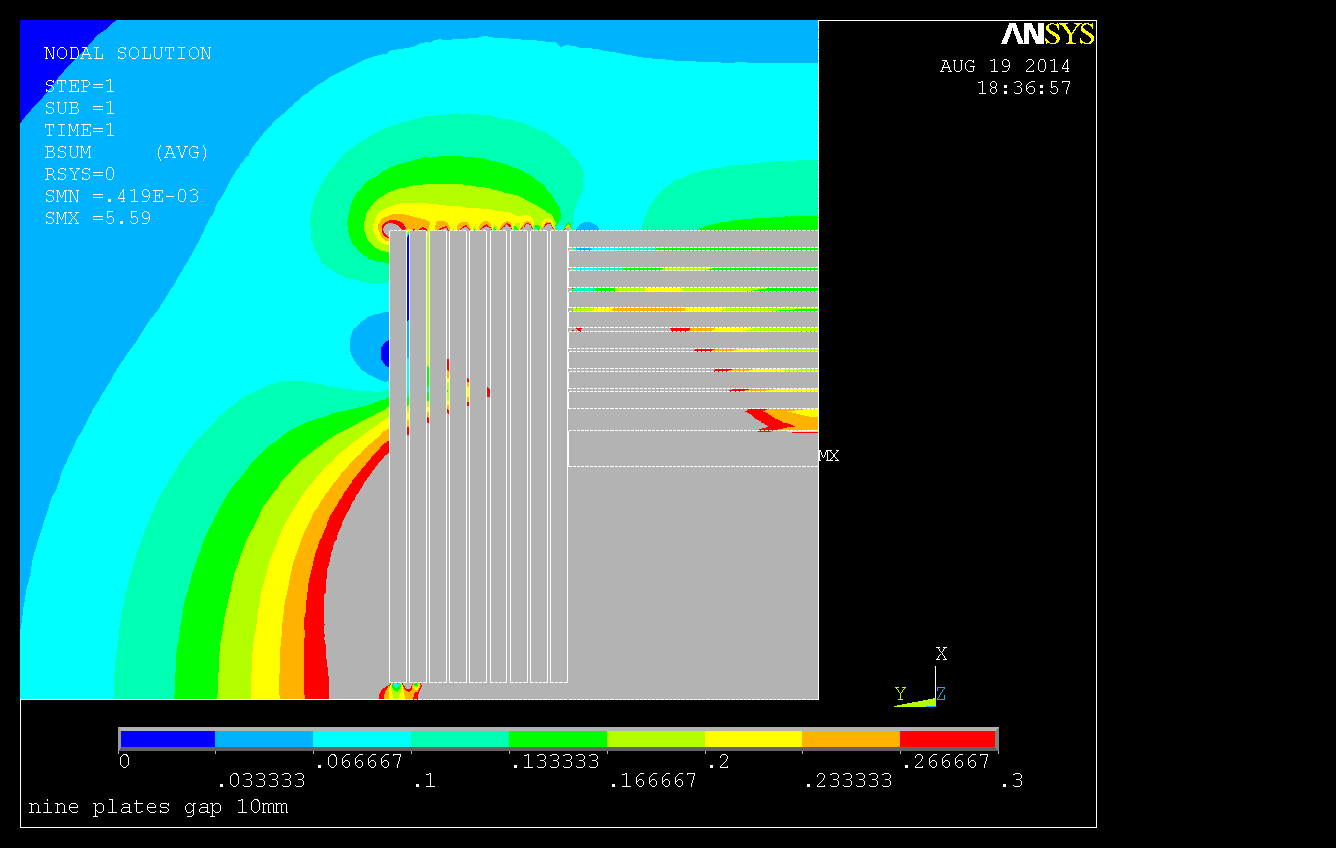 ANSYS
AUG 19 2014
18:36:57
NODAL SOLUTION
STEP=1
SUB =1
TIME=1
BSUM (AVG)
RSYS=0
SMN =.419E-03
SMX =5.59
MX
X
Y Z
0 .066667 .133333 .2 .266667
.033333 .1 .166667 .233333 .3
nine plates gap 10mm